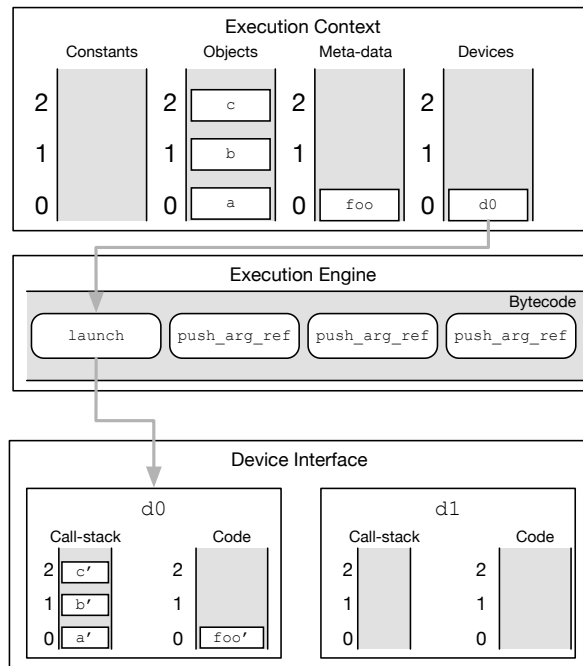 Execution Context
Constants Objects Meta-data Devices
2 2 c 2 2
1 1 b 1 1
0 0 a 0 foo 0 d0
Execution Engine
Bytecode
launch push_arg_ref push_arg_ref push_arg_ref
Device Interface
d0 d1
Call-stack Code Call-stack Code
2 c’ 2 2 2
1 b’ 1 1 1
0 a’ 0 foo’ 0 0